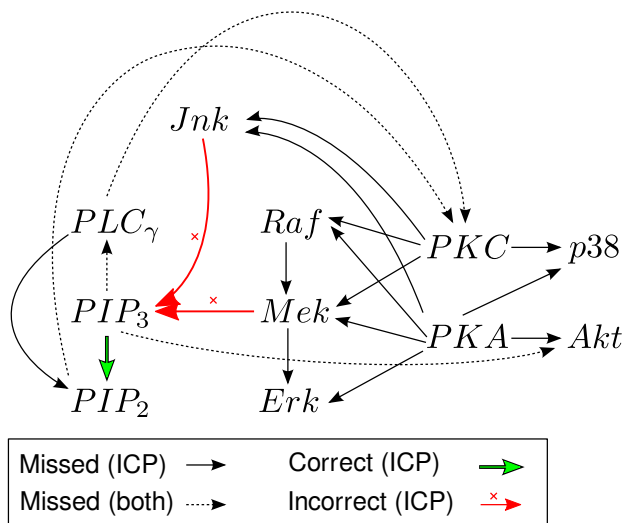 Jnk
PLCγ Raf PKC p38
PIP3 Mek PKA Akt
PIP2 Erk
Missed (ICP) Correct (ICP)
Missed (both) Incorrect (ICP)